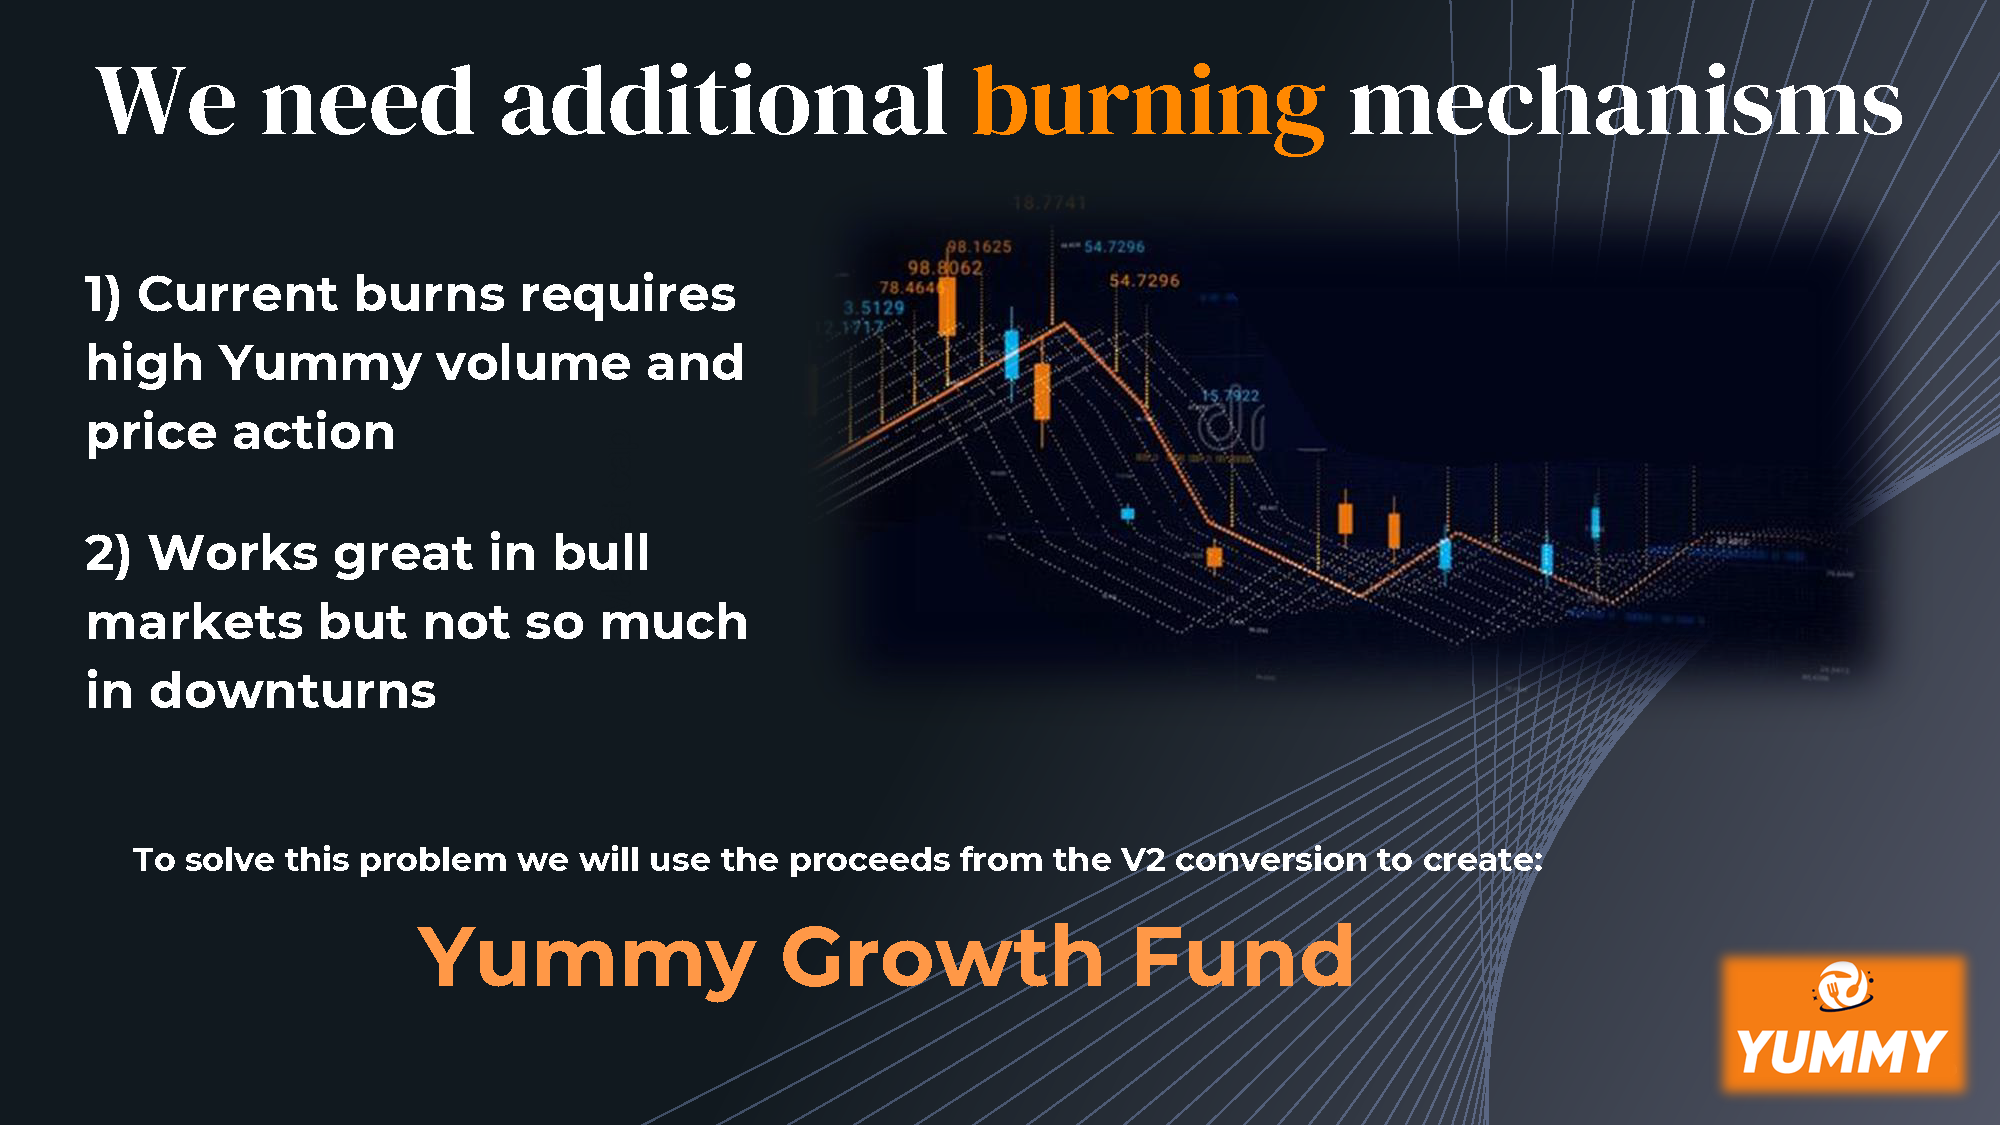 We need additional burning mechanisms
1) Current burns requires
high Yummy volume and
price action
2) Works great in bull
markets but not so much
in downturns
18.7741
98.1625
54.7296
98.8062
54.7296
78.4646
3.5129
15.7922
To solve this problem we will use the proceeds from the V2 conversion to create:
Yummy Growth Fund
YUMMY